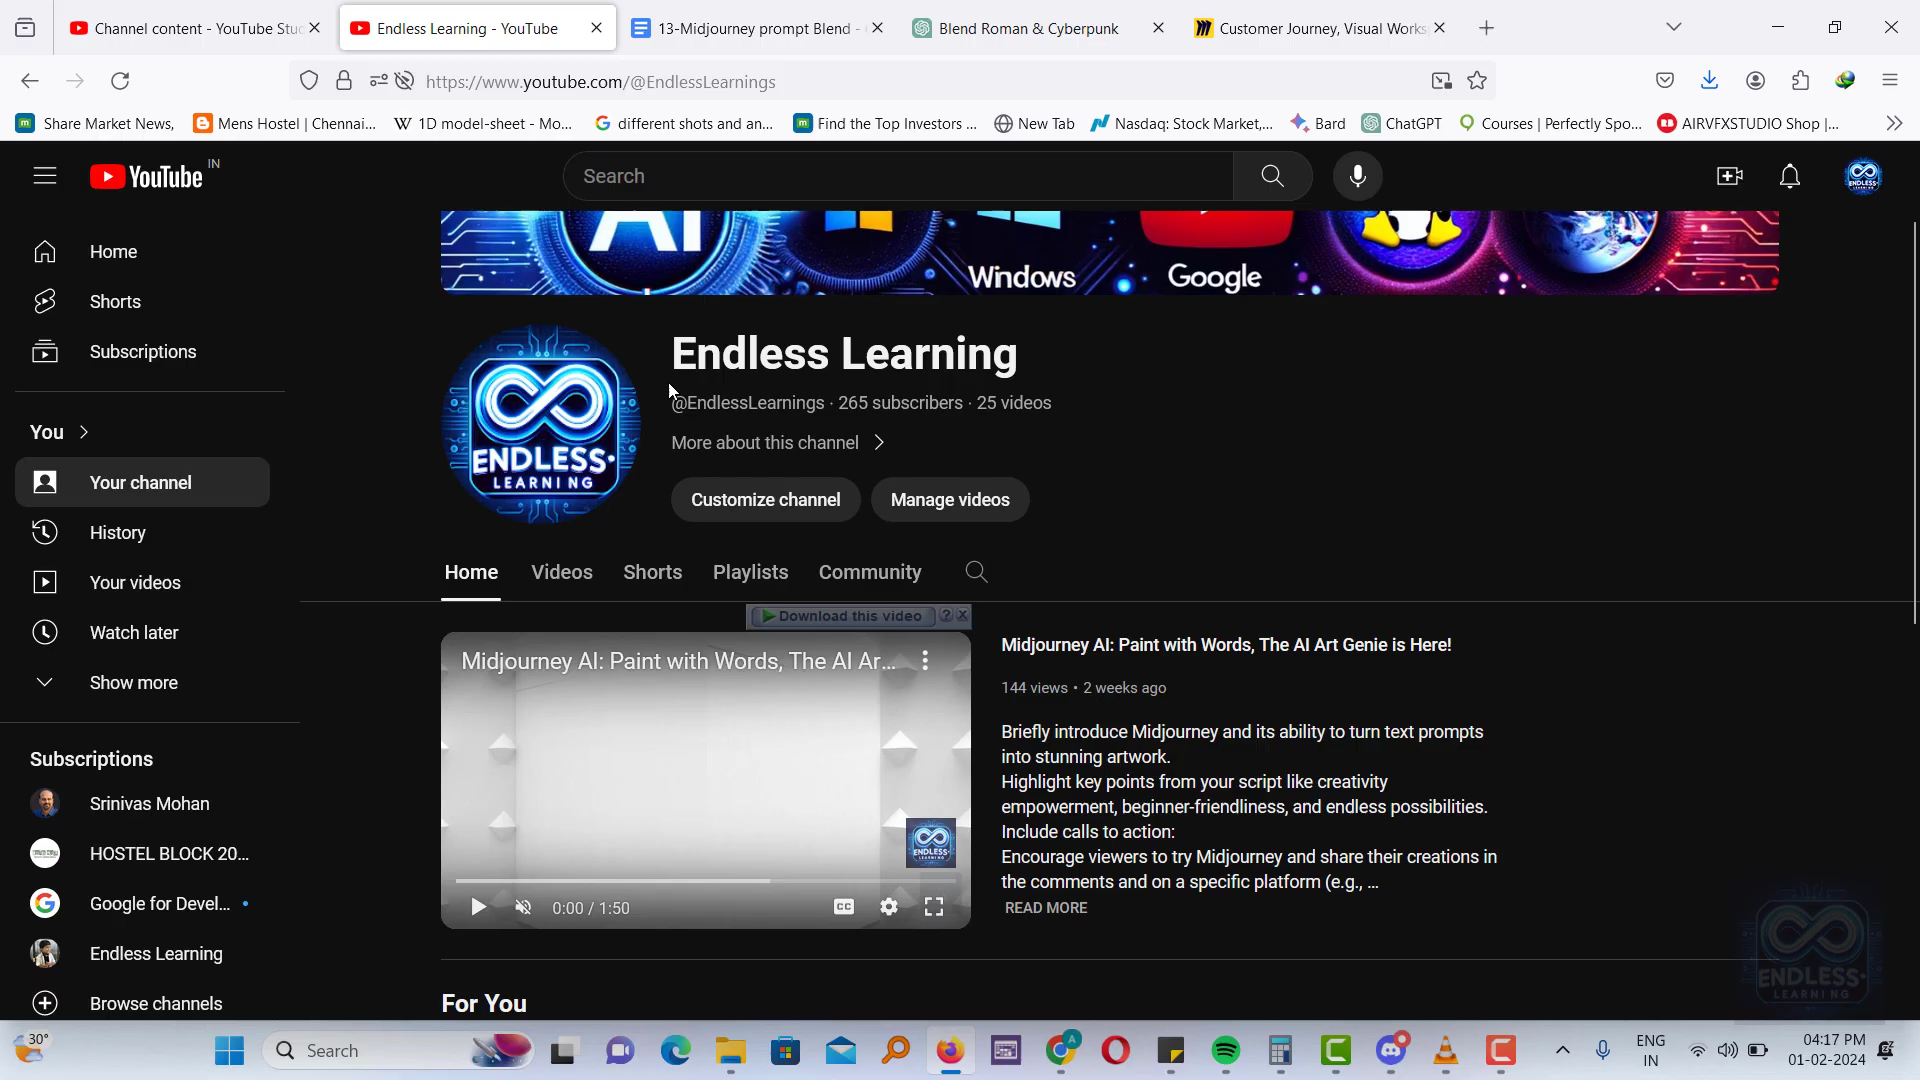 Channel content - YouTube Stu
Endless Learning - YouTube
13-Midjourney prompt Blend -
Blend Roman & Cyberpunk
Customer Journey, Visual Works
https://www.youtube.com/@EndlessLearnings
Share Market News,
Mens Hostel | Chennai...
1D model-sheet - Mo...
different shots and an...
Find the Top Investors ...
New Tab
Nasdaq: Stock Market,...
Bard
ChatGPT
Courses | Perfectly Spo...
AIRVFXSTUDIO Shop |...
YouTube IN
Search
AI
Windows
Google
Home
Shorts
Subscriptions
You
Your channel
History
Your videos
Watch later
Show more
Subscriptions
Srinivas Mohan
HOSTEL BLOCK 20...
Google for Devel...
Endless Learning
Browse channels
ENDLESS
LEARNING
Endless Learning
@EndlessLearnings · 265 subscribers · 25 videos
More about this channel
Customize channel
Manage videos
Home
Videos
Shorts
Playlists
Community
Download this video
Midjourney AI: Paint with Words, The AI Ar...
ENDLESS
LEARNING
0:00 / 1:50
CC
Midjourney AI: Paint with Words, The AI Art Genie is Here!
144 views • 2 weeks ago
Briefly introduce Midjourney and its ability to turn text prompts
into stunning artwork.
Highlight key points from your script like creativity
empowerment, beginner-friendliness, and endless possibilities.
Include calls to action:
Encourage viewers to try Midjourney and share their creations in
the comments and on a specific platform (e.g., ...
READ MORE
For You
ENDLESS
LEARNING
30°
Search
ENG
IN
04:17 PM
01-02-2024